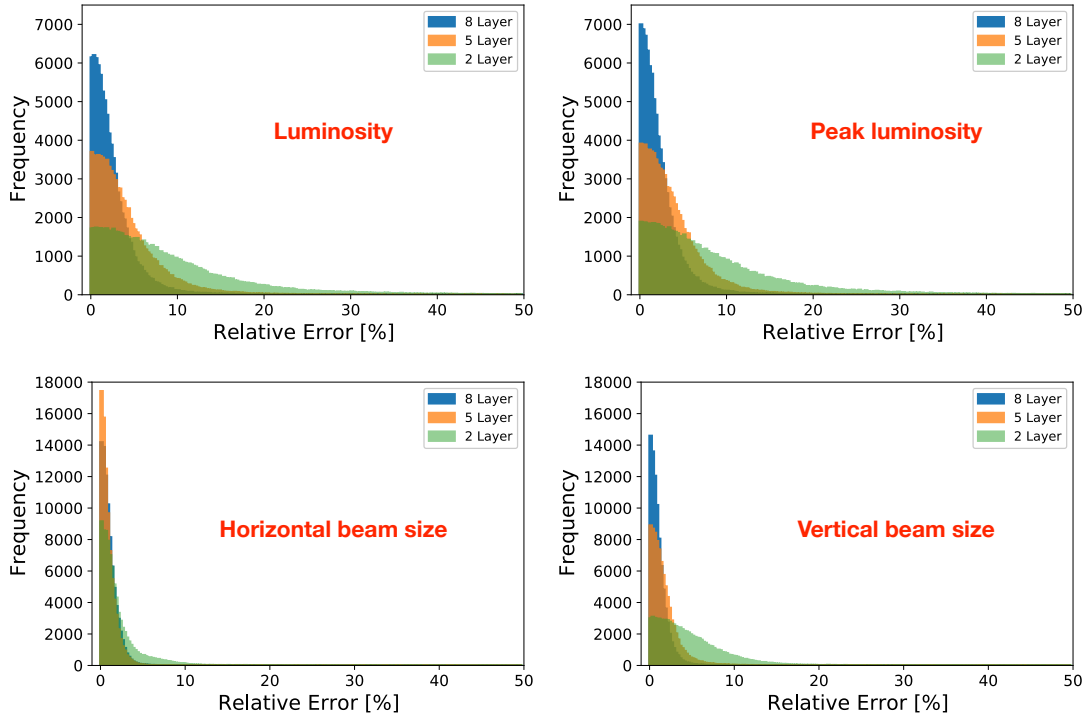 7000
6000
5000
4000
3000
2000
1000
0
Frequency
8 Layer
5 Layer
2 Layer
Luminosity
0 10 20 30 40 50
Relative Error [%]
7000
6000
5000
4000
3000
2000
1000
0
Frequency
8 Layer
5 Layer
2 Layer
Peak luminosity
0 10 20 30 40 50
Relative Error [%]
18000
16000
14000
12000
10000
8000
6000
4000
2000
0
Frequency
8 Layer
5 Layer
2 Layer
Horizontal beam size
0 10 20 30 40 50
Relative Error [%]
18000
16000
14000
12000
10000
8000
6000
4000
2000
0
Frequency
8 Layer
5 Layer
2 Layer
Vertical beam size
0 10 20 30 40 50
Relative Error [%]